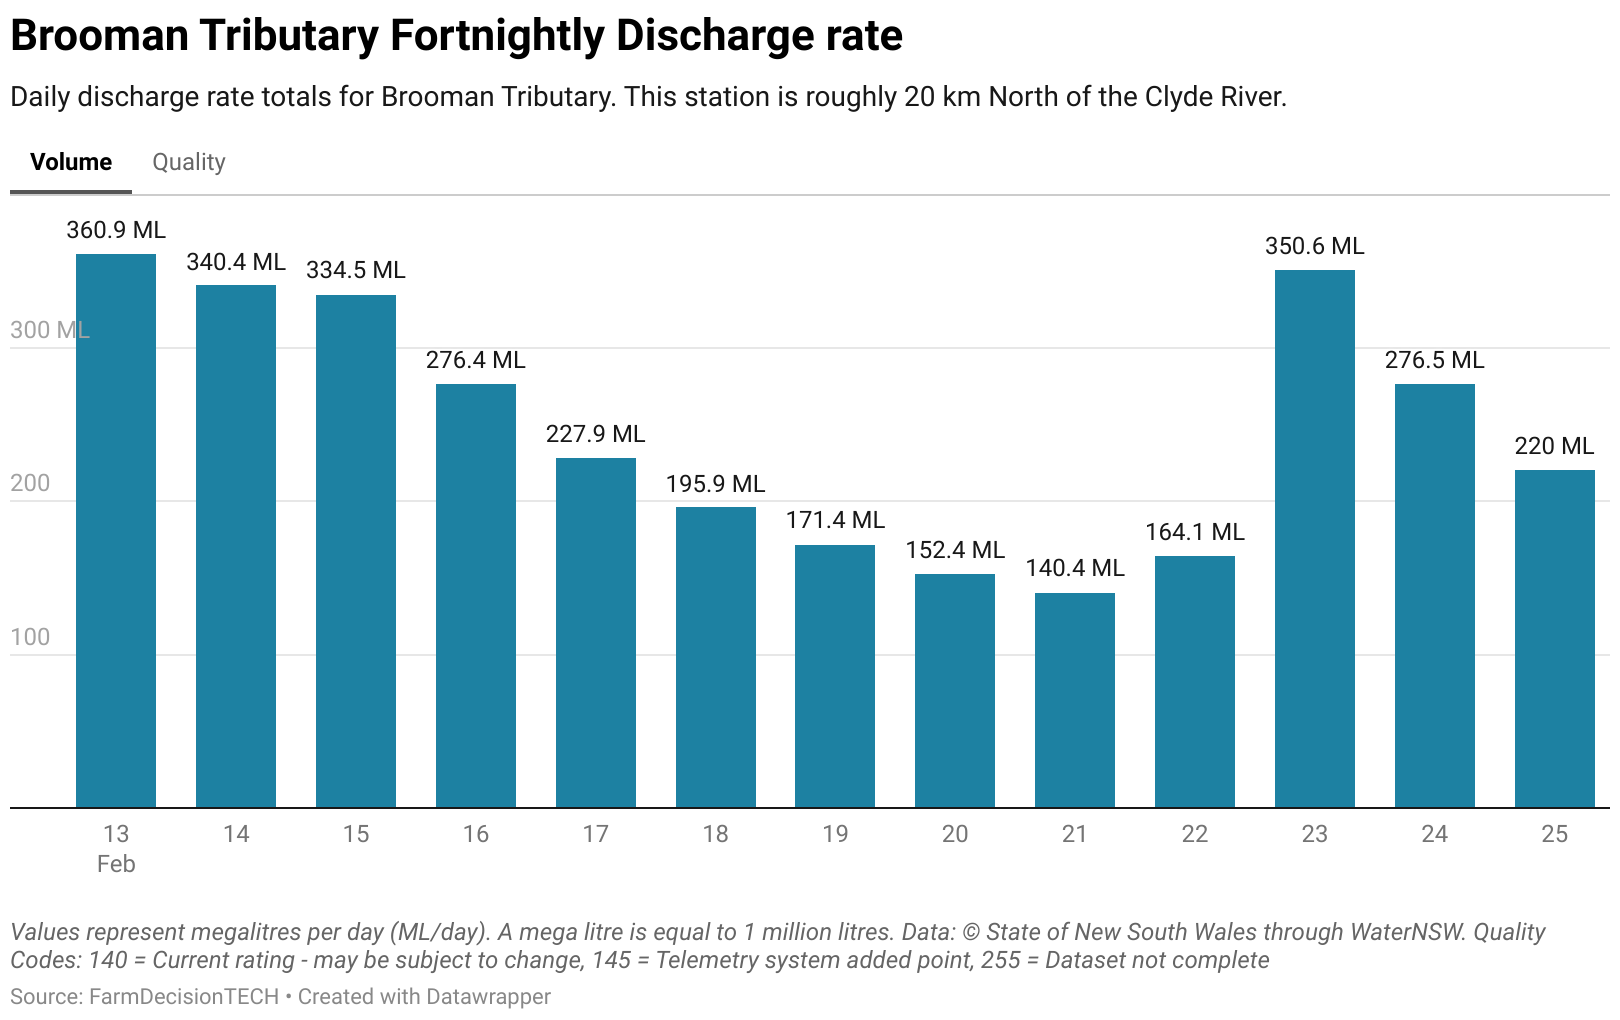 Brooman Tributary Fortnightly Discharge rate
Daily discharge rate totals for Brooman Tributary. This station is roughly 20 km North of the Clyde River.
Volume Quality
360.9 ML
340.4 ML
334.5 ML
276.4 ML
227.9 ML
195.9 ML
171.4 ML
152.4 ML
140.4 ML
164.1 ML
350.6 ML
276.5 ML
220 ML
300 ML
200
100
13 14 15 16 17 18 19 20 21 22 23 24 25
Feb
Values represent megalitres per day (ML/day). A mega litre is equal to 1 million litres. Data: © State of New South Wales through WaterNSW. Quality
Codes: 140 = Current rating - may be subject to change, 145 = Telemetry system added point, 255 = Dataset not complete
Source: FarmDecisionTECH • Created with Datawrapper